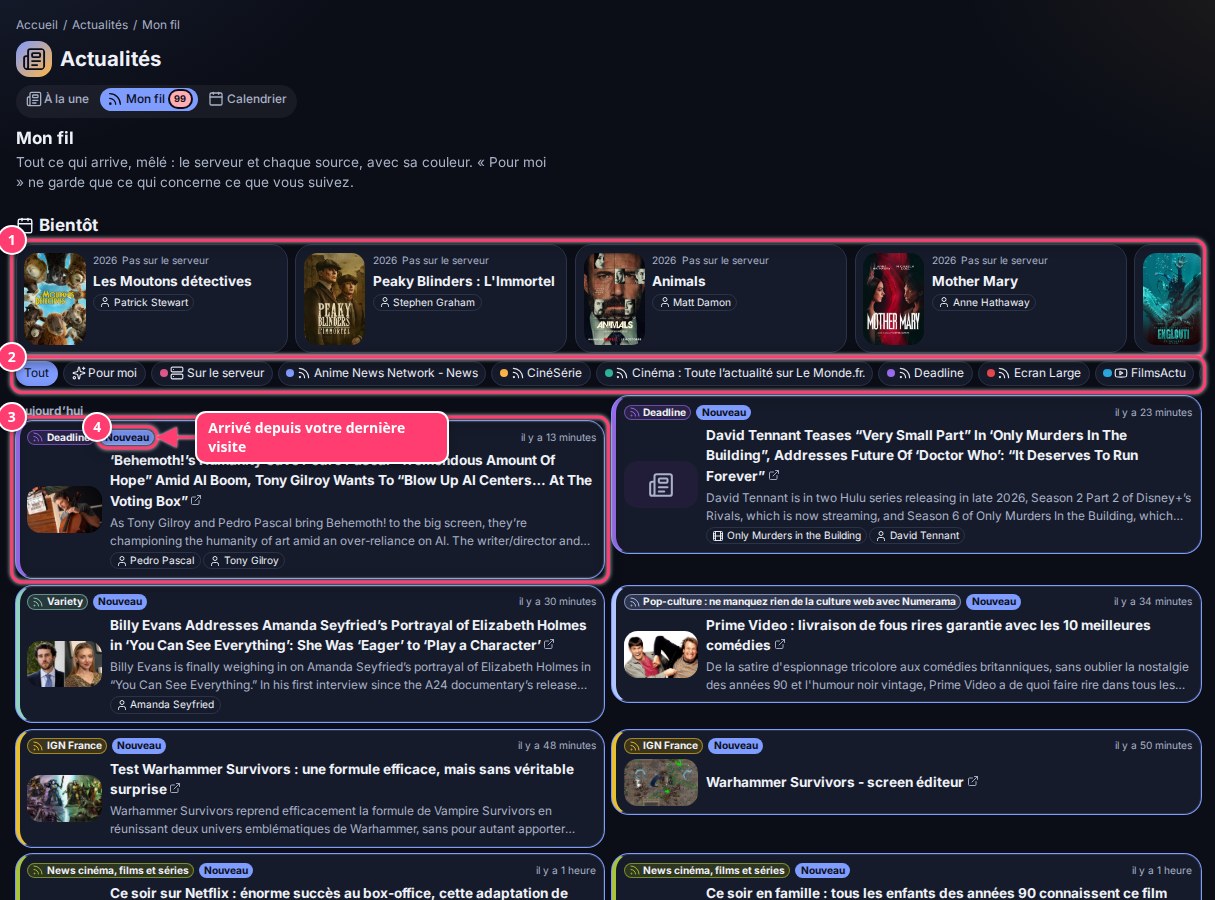 Accueil / Actualités / Mon fil
Actualités
À la une
Mon fil 99
Calendrier
Mon fil
Tout ce qui arrive, mêlé : le serveur et chaque source, avec sa couleur. « Pour moi
» ne garde que ce qui concerne ce que vous suivez.
Bientôt
1
2026 Pas sur le serveur
Les Moutons détectives
Patrick Stewart
2026 Pas sur le serveur
Peaky Blinders : L'Immortel
Stephen Graham
PEAKY
BLINDERS
2026 Pas sur le serveur
Animals
Matt Damon
ANIMALS
2026 Pas sur le serveur
Mother Mary
Anne Hathaway
MOTHER MARY
ENGLOUTI
2
Tout
Pour moi
Sur le serveur
Anime News Network - News
CinéSérie
Cinéma : Toute l'actualité sur Le Monde.fr.
Deadline
Ecran Large
FilmsActu
3
ujourd'hui
4
Deadline
Nouveau
Arrivé depuis votre dernière
visite
il y a 13 minutes
Hope” Amid AI Boom, Tony Gilroy Wants To “Blow Up AI Centers… At The
Voting Box”
As Tony Gilroy and Pedro Pascal bring Behemoth! to the big screen, they’re
championing the humanity of art amid an over-reliance on AI. The writer/director and…
Pedro Pascal
Tony Gilroy
Deadline
Nouveau
il y a 23 minutes
David Tennant Teases “Very Small Part” In ‘Only Murders In The
Building”, Addresses Future Of ‘Doctor Who’: “It Deserves To Run
Forever”
David Tennant is in two Hulu series releasing in late 2026, Season 2 Part 2 of Disney+’s
Rivals, which is now streaming, and Season 6 of Only Murders In the Building, which…
Only Murders in the Building
David Tennant
Variety
Nouveau
il y a 30 minutes
Billy Evans Addresses Amanda Seyfried’s Portrayal of Elizabeth Holmes
in ‘You Can See Everything’: She Was ‘Eager’ to ‘Play a Character’
Billy Evans is finally weighing in on Amanda Seyfried’s portrayal of Elizabeth Holmes in
“You Can See Everything.” In his first interview since the A24 documentary’s release…
Amanda Seyfried
Pop-culture : ne manquez rien de la culture web avec Numerama
Nouveau
il y a 34 minutes
Prime Video : livraison de fous rires garantie avec les 10 meilleures
comédies
De la satire d'espionnage tricolore aux comédies britanniques, sans oublier la nostalgie
des années 90 et l'humour noir vintage, Prime Video a de quoi faire rire dans tous les…
IGN France
Nouveau
il y a 48 minutes
Test Warhammer Survivors : une formule efficace, mais sans véritable
surprise
Warhammer Survivors reprend efficacement la formule de Vampire Survivors en
réunissant deux univers emblématiques de Warhammer, sans pour autant apporter…
IGN France
Nouveau
il y a 50 minutes
Warhammer Survivors - screen éditeur
News cinéma, films et séries
Nouveau
il y a 1 heure
Ce soir sur Netflix : énorme succès au box-office, cette adaptation de
News cinéma, films et séries
Nouveau
il y a 1 heure
Ce soir en famille : tous les enfants des années 90 connaissent ce film